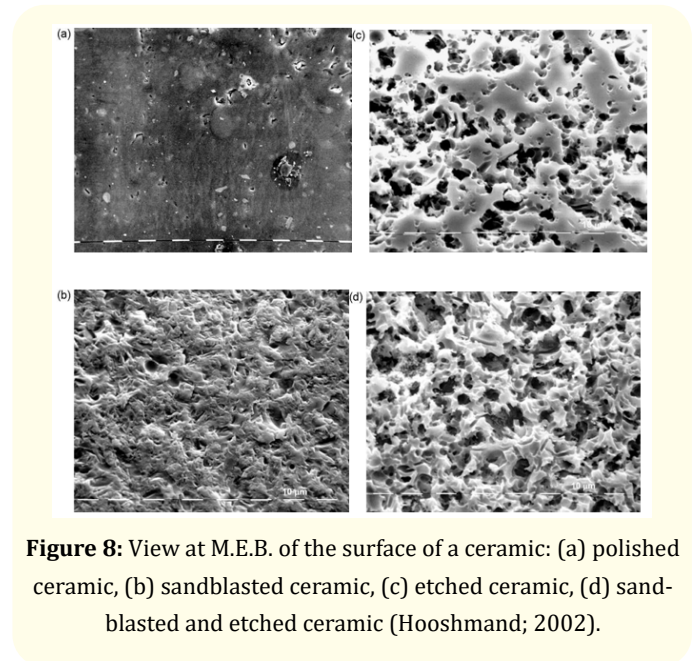 (a)
(c)
(b)
(d)
10 µm
10 µm
Figure 8: View at M.E.B. of the surface of a ceramic: (a) polished
ceramic, (b) sandblasted ceramic, (c) etched ceramic, (d) sand-
blasted and etched ceramic (Hooshmand; 2002).